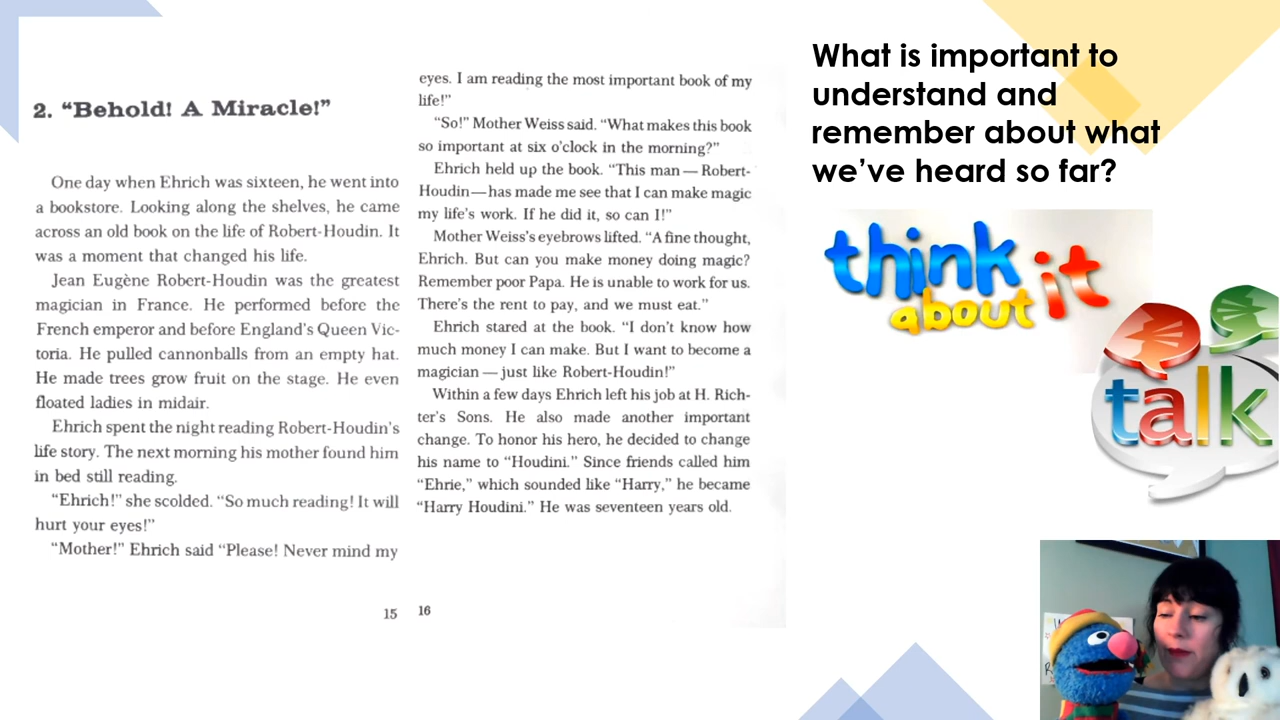 2. “Behold! A Miracle!”
One day when Ehrich was sixteen, he went into
a bookstore. Looking along the shelves, he came
across an old book on the life of Robert-Houdin. It
was a moment that changed his life.
Jean Eugène Robert-Houdin was the greatest
magician in France. He performed before the
French emperor and before England’s Queen Vic-
toria. He pulled cannonballs from an empty hat.
He made trees grow fruit on the stage. He even
floated ladies in midair.
Ehrich spent the night reading Robert-Houdin’s
life story. The next morning his mother found him
in bed still reading.
“Ehrich!” she scolded. “So much reading! It will
hurt your eyes!”
“Mother!” Ehrich said “Please! Never mind my
15
eyes. I am reading the most important book of my
life!”
“So!” Mother Weiss said. “What makes this book
so important at six o’clock in the morning?”
Ehrich held up the book. “This man — Robert-
Houdin — has made me see that I can make magic
my life’s work. If he did it, so can I!”
Mother Weiss’s eyebrows lifted. “A fine thought,
Ehrich. But can you make money doing magic?
Remember poor Papa. He is unable to work for us.
There’s the rent to pay, and we must eat.”
Ehrich stared at the book. “I don’t know how
much money I can make. But I want to become a
magician — just like Robert-Houdin!”
Within a few days Ehrich left his job at H. Rich-
ter’s Sons. He also made another important
change. To honor his hero, he decided to change
his name to “Houdini.” Since friends called him
“Ehrie,” which sounded like “Harry,” he became
“Harry Houdini.” He was seventeen years old.
16
What is important to
understand and
remember about what
we’ve heard so far?
think
about it
talk